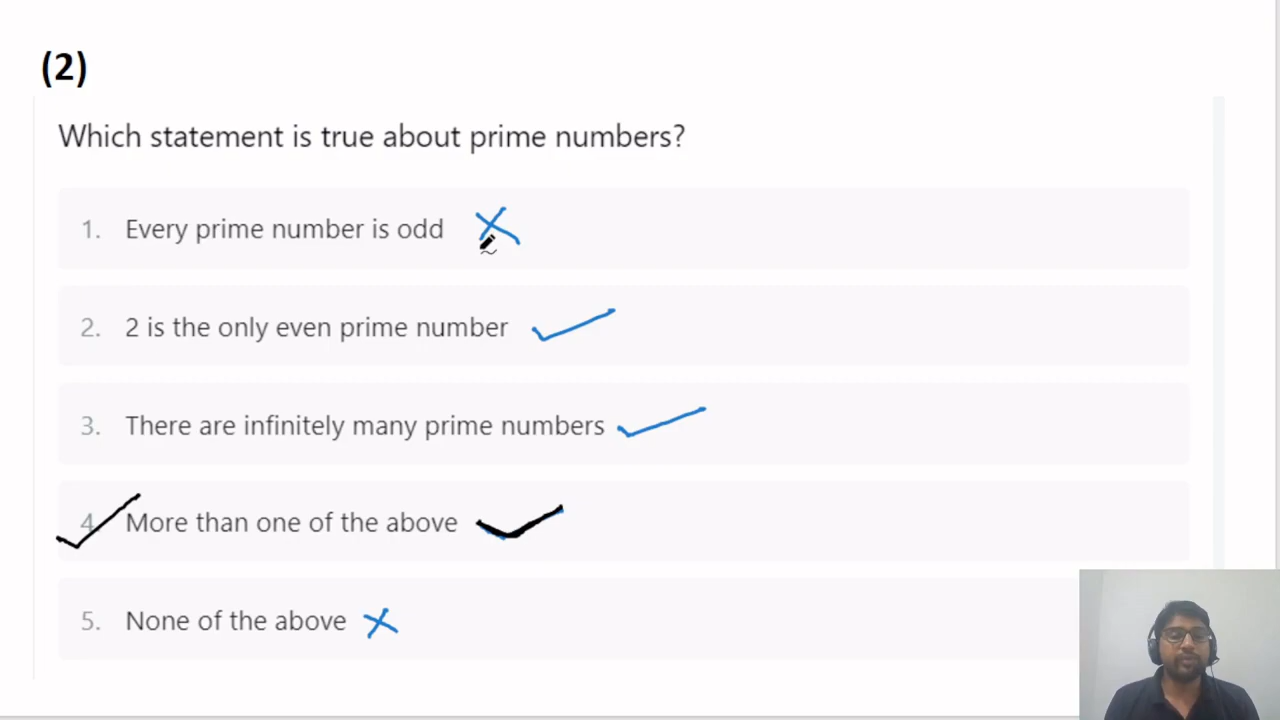 (2)
Which statement is true about prime numbers?
1. Every prime number is odd
2. 2 is the only even prime number
3. There are infinitely many prime numbers
4. More than one of the above
5. None of the above